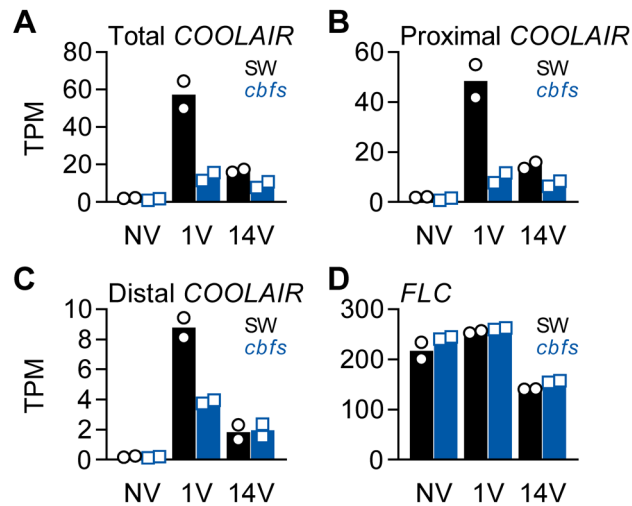 A
Total COOLAIR
SW
cbfs
TPM
80
60
40
20
0
NV 1V 14V
B
Proximal COOLAIR
SW
cbfs
60
40
20
0
NV 1V 14V
C
Distal COOLAIR
SW
cbfs
TPM
10
8
6
4
2
0
NV 1V 14V
D
FLC
SW
cbfs
300
200
100
0
NV 1V 14V